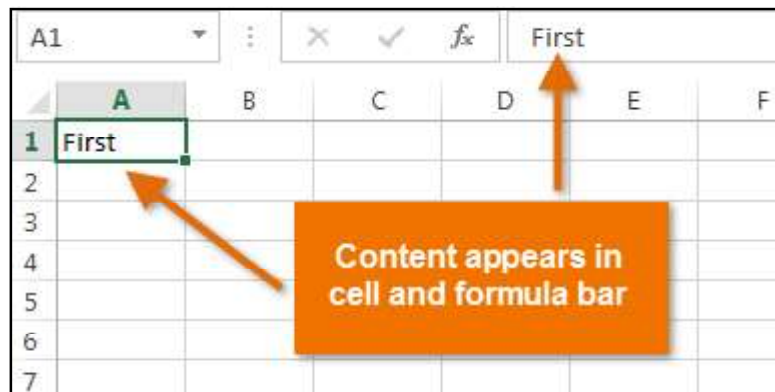 A1 fx First
A B C D E F
1 First
2
3
4
5
6
7
Content appears in
cell and formula bar